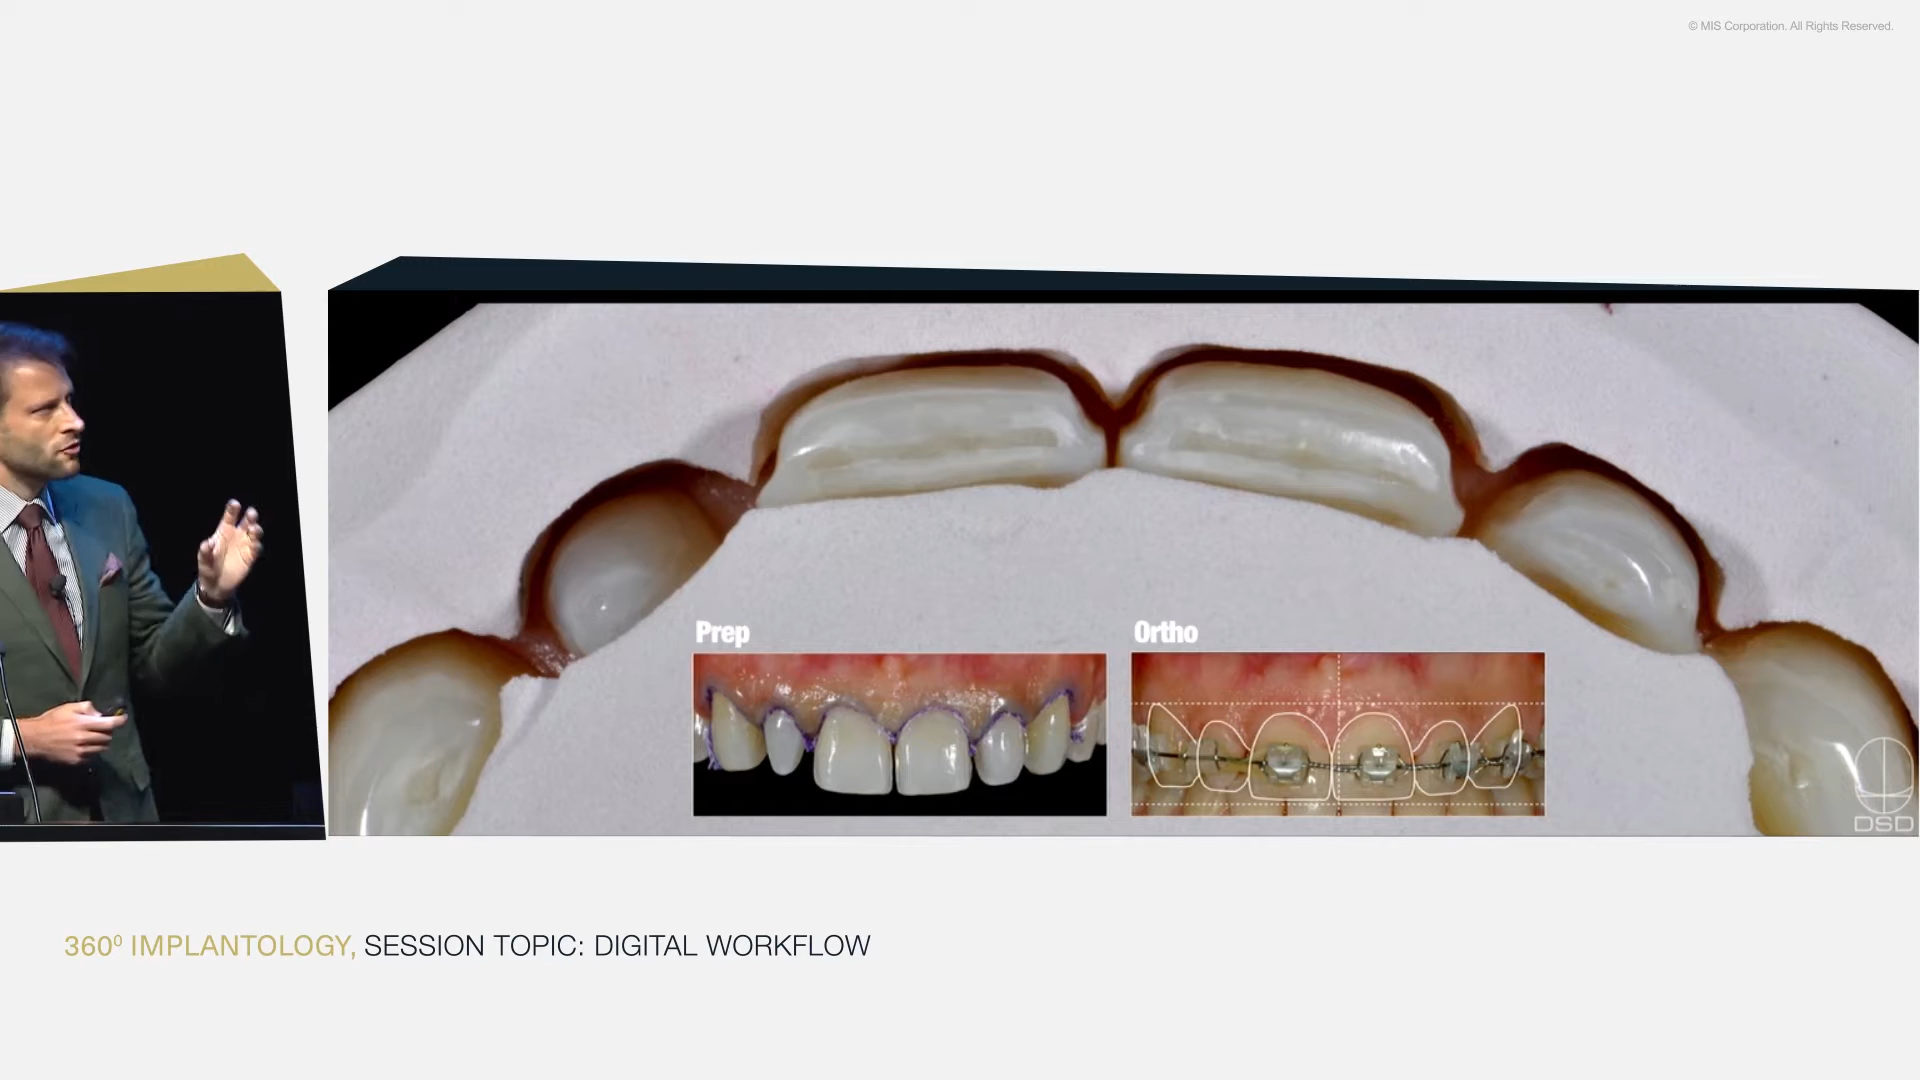 © MIS Corporation. All Rights Reserved.
Prep
Ortho
DSD
360⁰ IMPLANTOLOGY, SESSION TOPIC: DIGITAL WORKFLOW